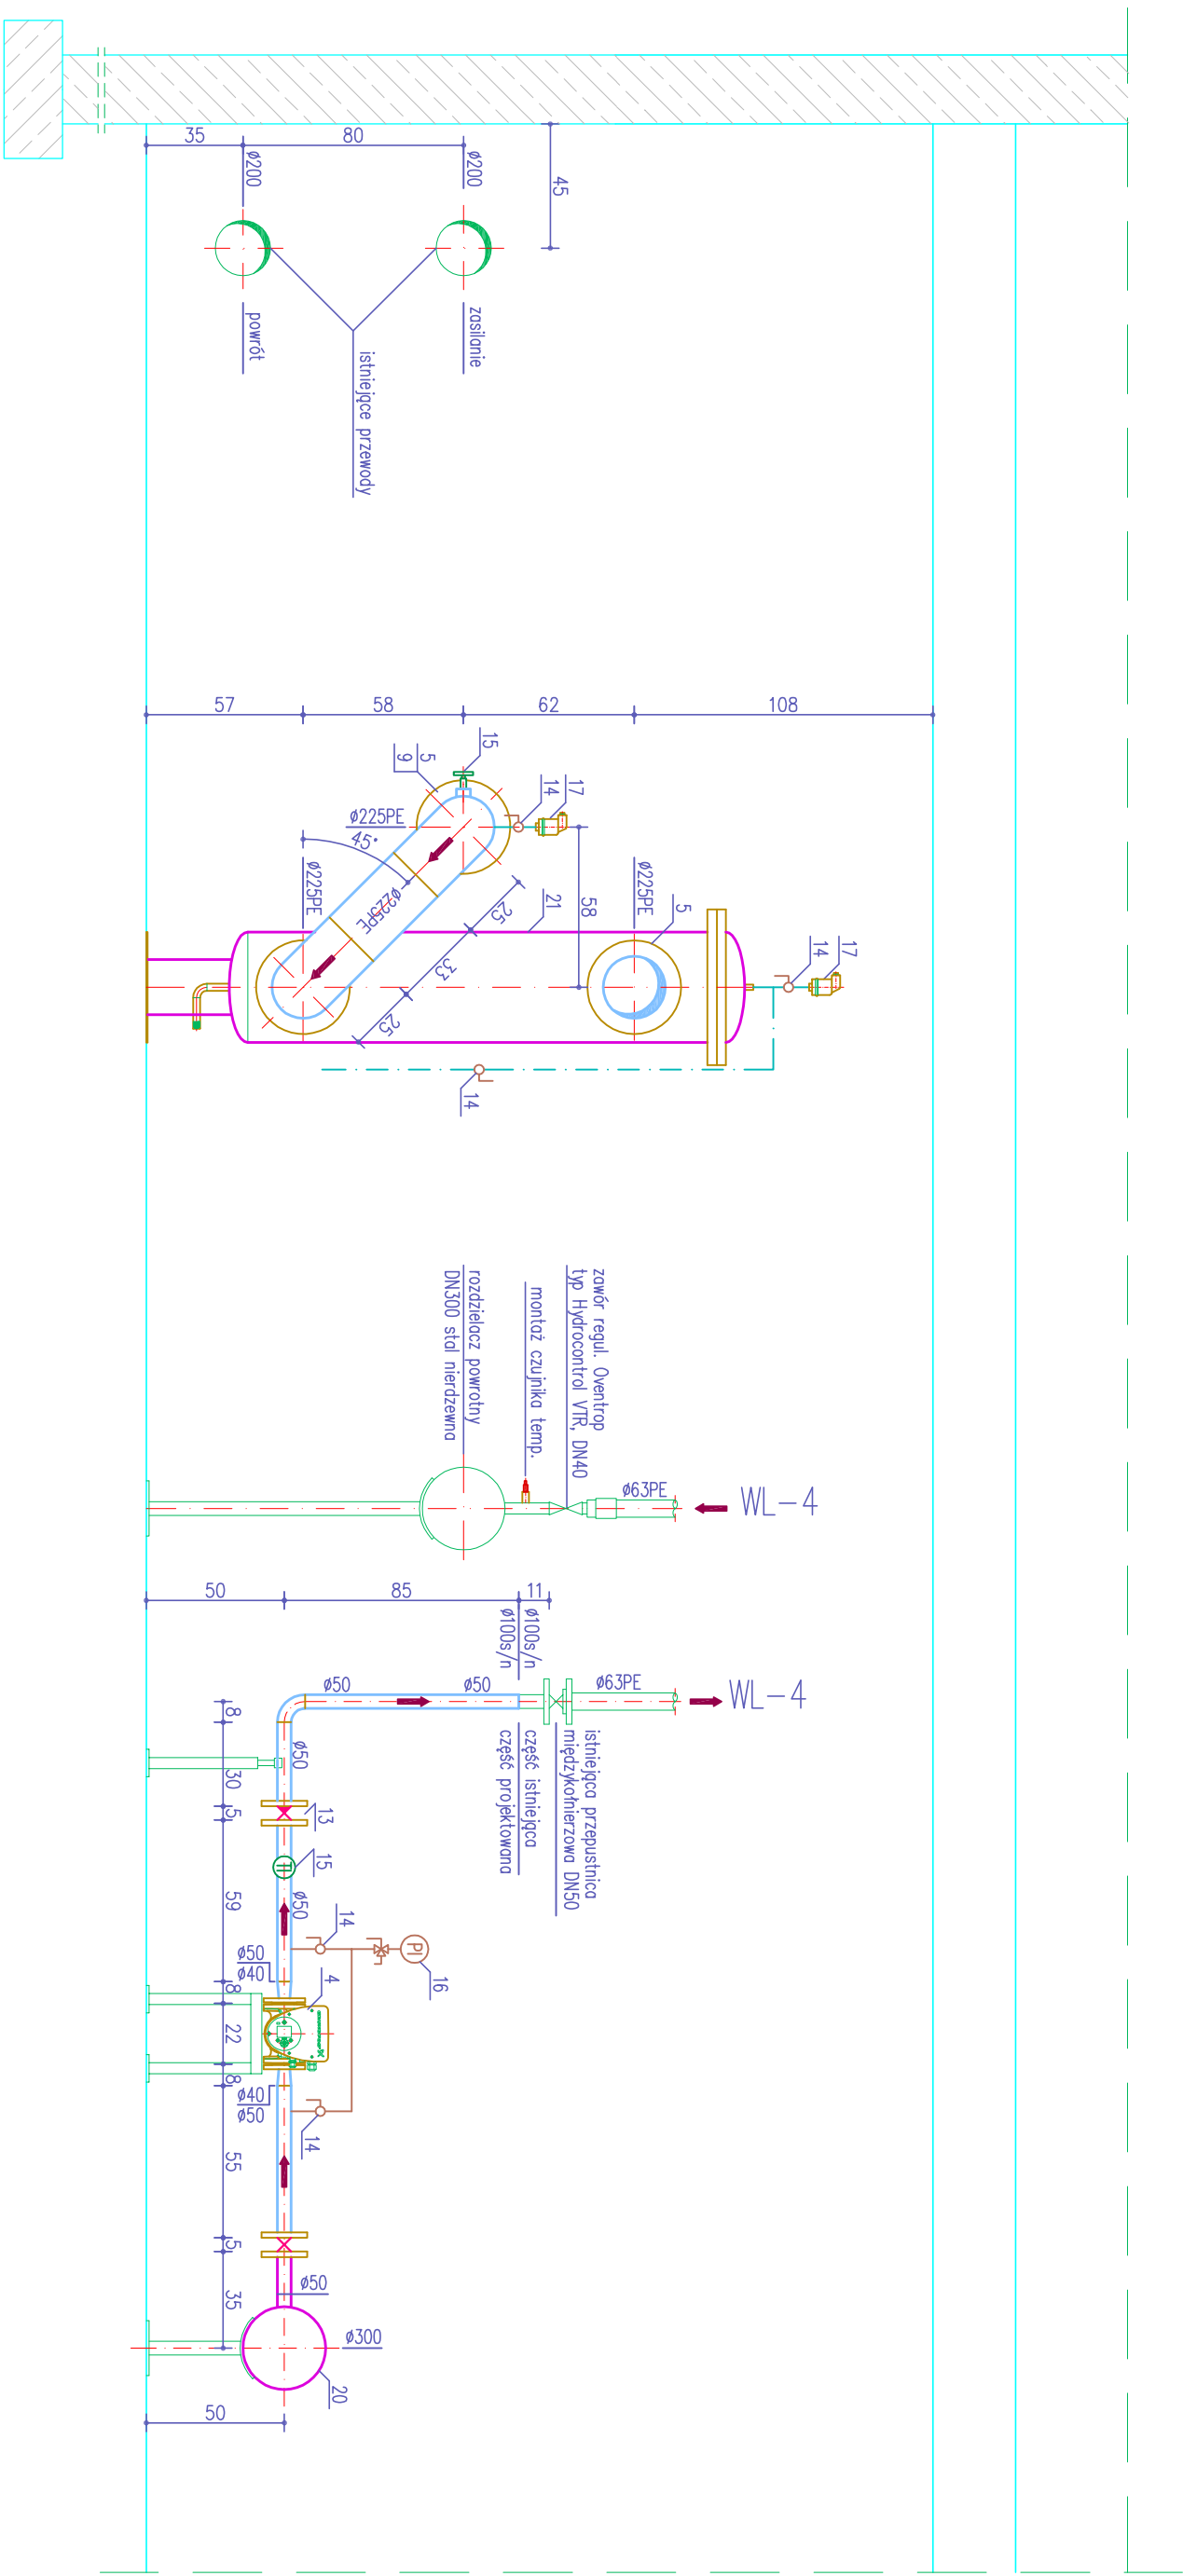 35
80
ø200
ø200
45
powrót
zasilanie
istniejące przewody
57
58
62
108
15
5
9
14
17
ø225PE
45°
ø225PE
ø225PE
25
33
25
58
21
ø225PE
5
14
17
14
zawór regul. Oventrop
typ Hydrocontrol VTR, DN40
montaż czujnika temp.
rozdzielacz powrotny
DN300 stal nierdzewna
ø63PE
WL-4
50
85
11
ø100s/n
ø100s/n
ø50
ø50
ø63PE
WL-4
istniejąca przepustnica
międzykołnierzowa DN50
część istniejąca
część projektowana
8
30
5
59
8
22
8
55
5
35
ø50
13
15
ø50
14
PI
16
ø50
ø40
4
ø40
ø50
14
ø50
ø300
20
50